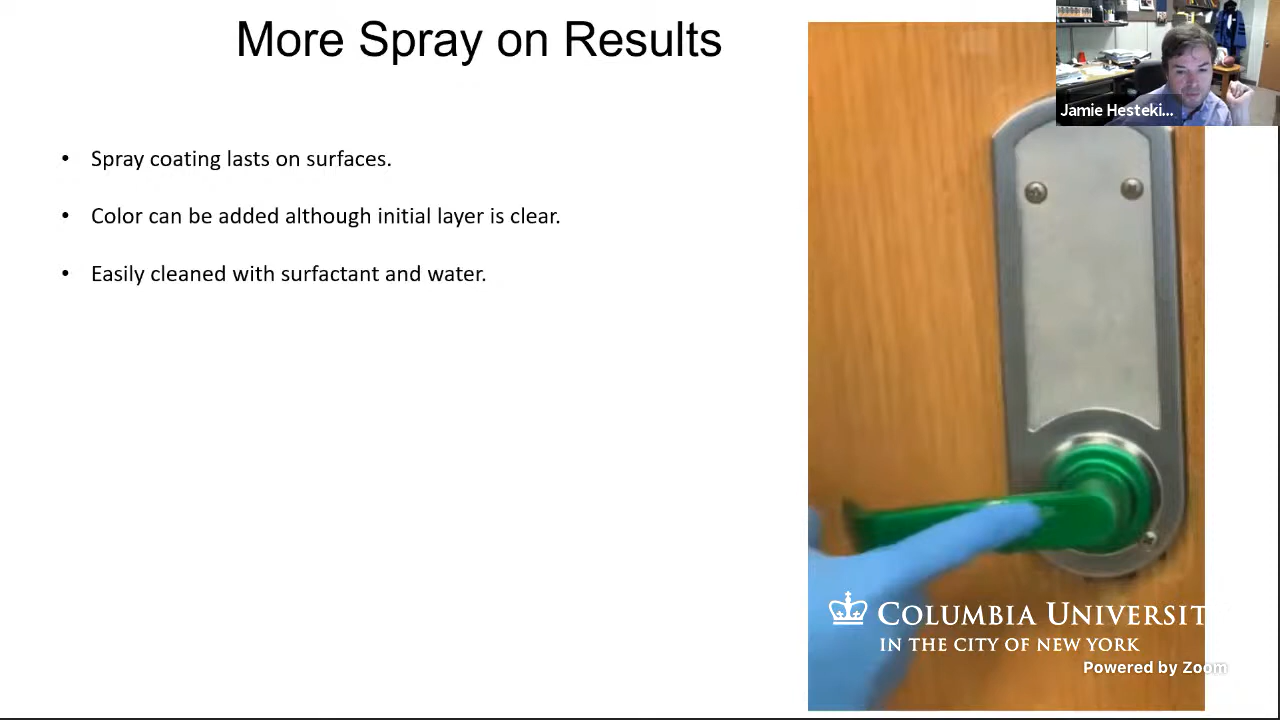 More Spray on Results
Jamie Hesteki...
• Spray coating lasts on surfaces.
• Color can be added although initial layer is clear.
• Easily cleaned with surfactant and water.
COLUMBIA UNIVERSIT
IN THE CITY OF NEW YORK
Powered by Zoom